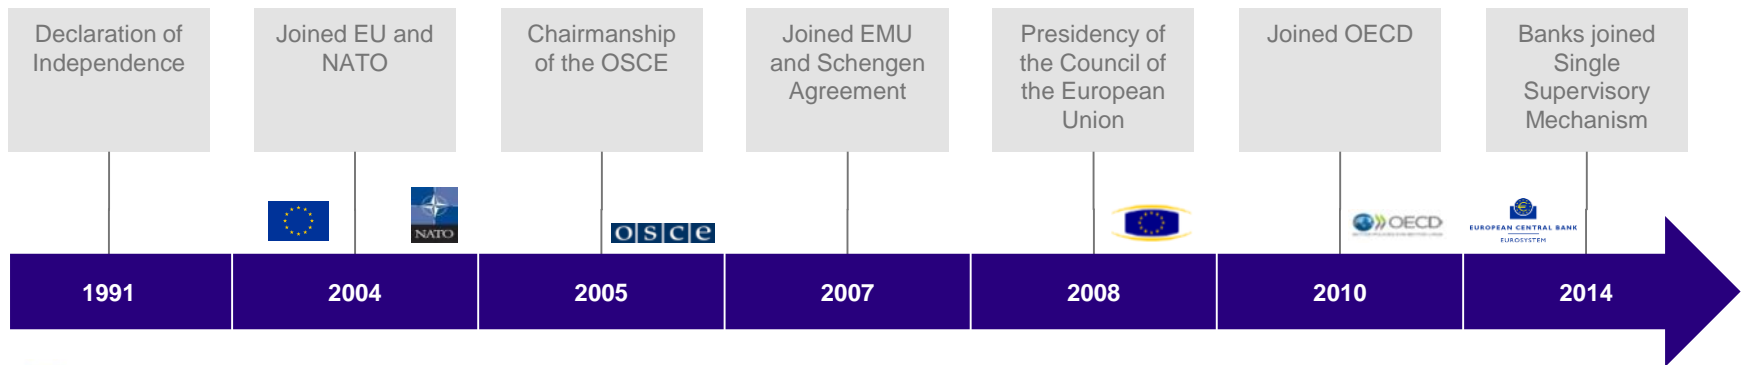 Declaration of
Independence
Joined EU and
NATO
Chairmanship
of the OSCE
Joined EMU
and Schengen
Agreement
Presidency of
the Council of
the European
Union
Joined OECD
Banks joined
Single
Supervisory
Mechanism
NATO
osce
OECD
EUROPEAN CENTRAL BANK
EUROSYSTEM
1991
2004
2005
2007
2008
2010
2014